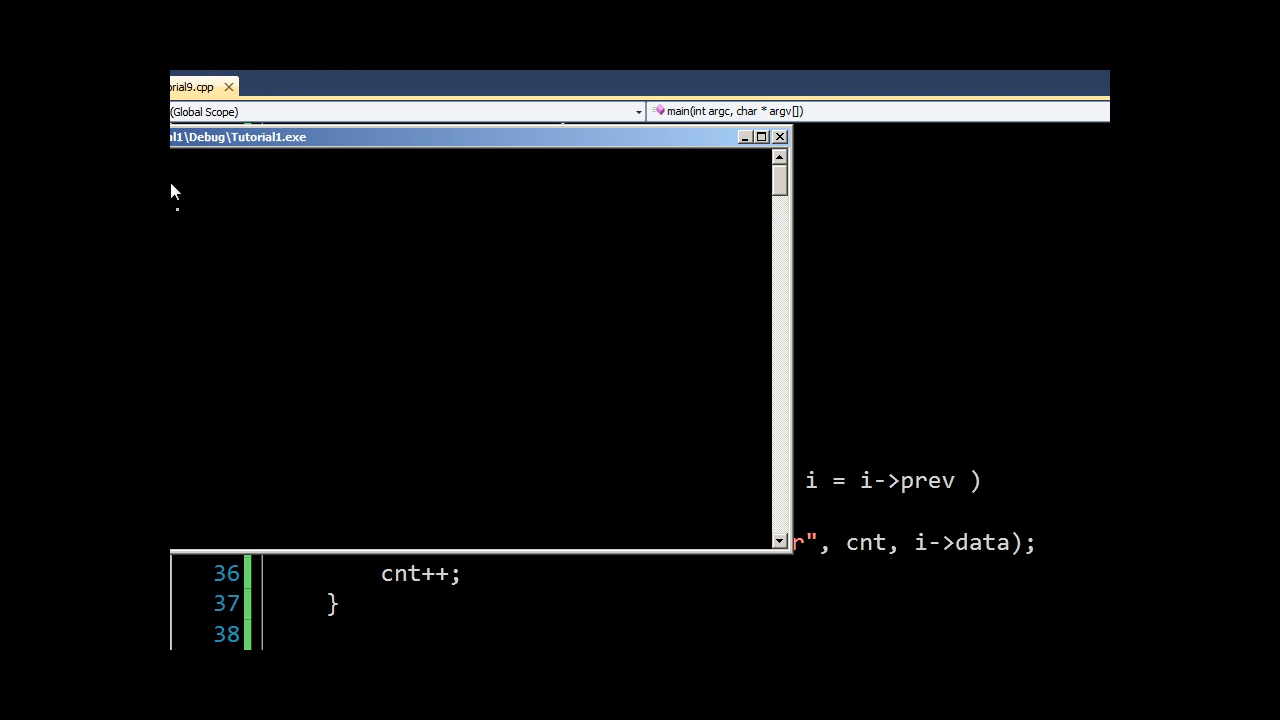 rial9.cpp
(Global Scope) main(int argc, char * argv[])
al1\Debug\Tutorial1.exe
.
i = i->prev )
r", cnt, i->data);
36 cnt++;
37 }
38